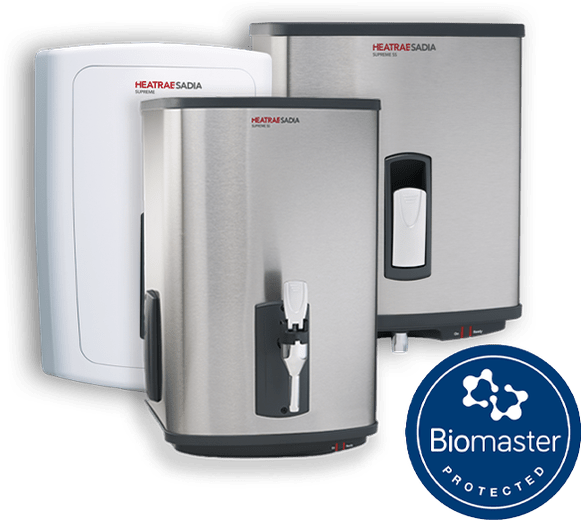 HEATRAE SADIA
SUPREME
HEATRAE SADIA
SUPREME SS
HEATRAE SADIA
SUPREME SS
Biomaster
PROTECTED